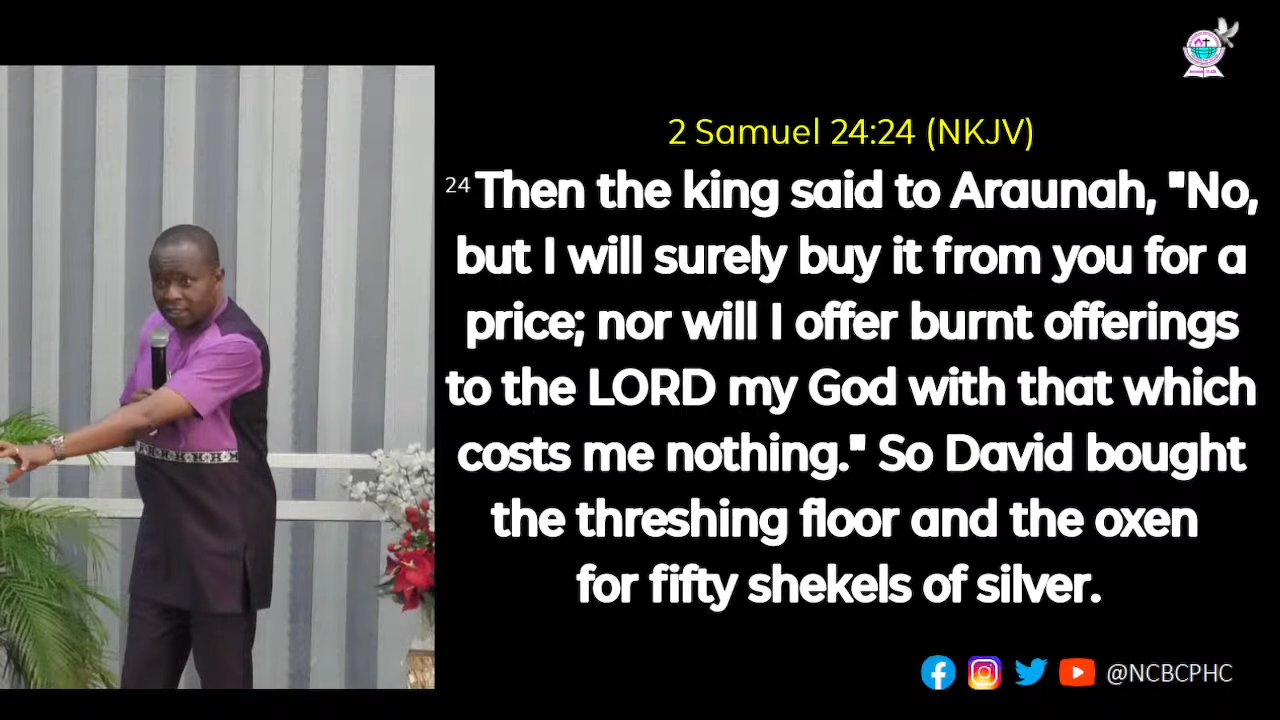 2 Samuel 24:24 (NKJV)
24 Then the king said to Araunah, "No,
but I will surely buy it from you for a
price; nor will I offer burnt offerings
to the LORD my God with that which
costs me nothing." So David bought
the threshing floor and the oxen
for fifty shekels of silver.
@NCBCPHC